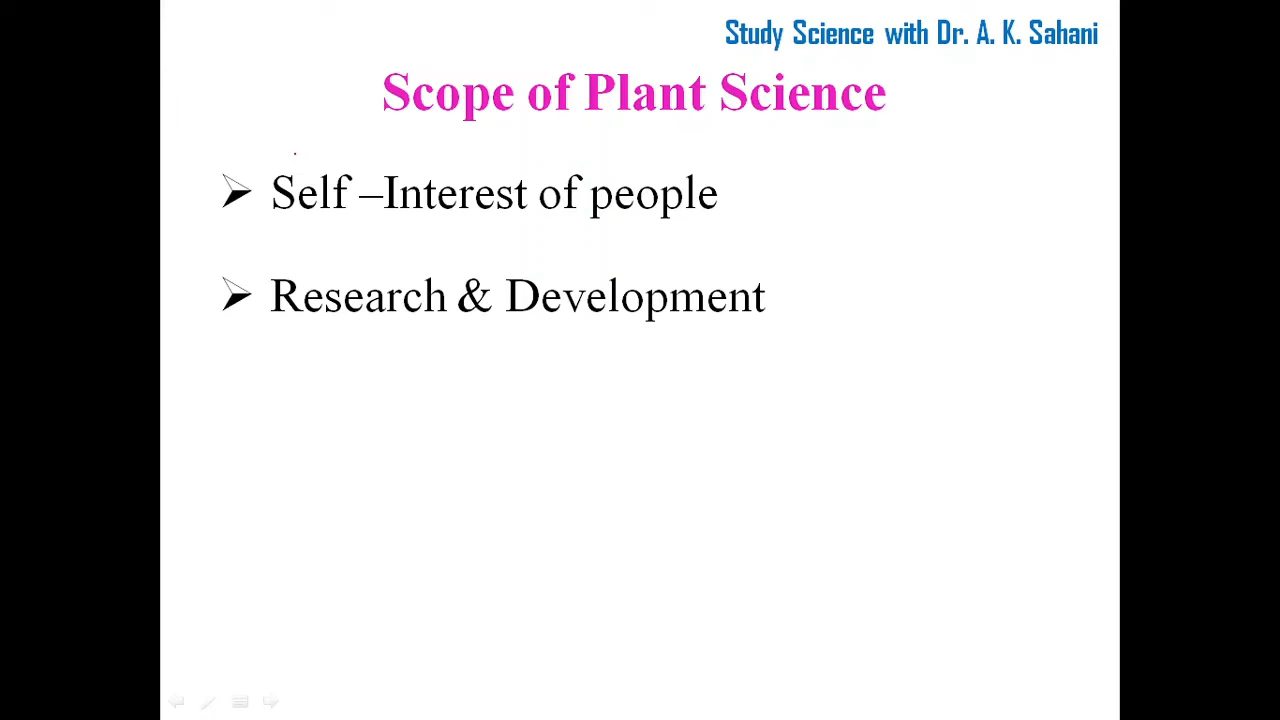 Study Science with Dr. A. K. Sahani
Scope of Plant Science
Self –Interest of people
Research & Development